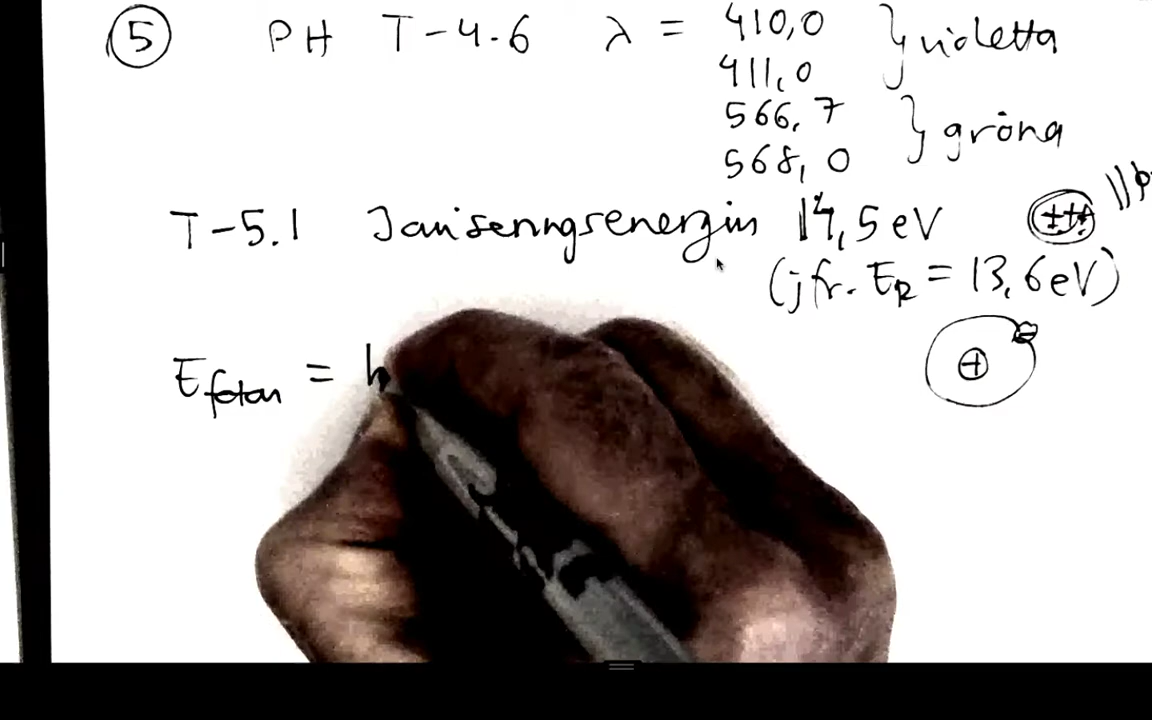 5 PH T-4.6 λ = 410,0 } violetta
411,0
566,7 } gröna
568,0
T-5.1 Joniseringsenergin 14,5 eV
(jfr. E_R = 13,6 eV)
E_foton = h